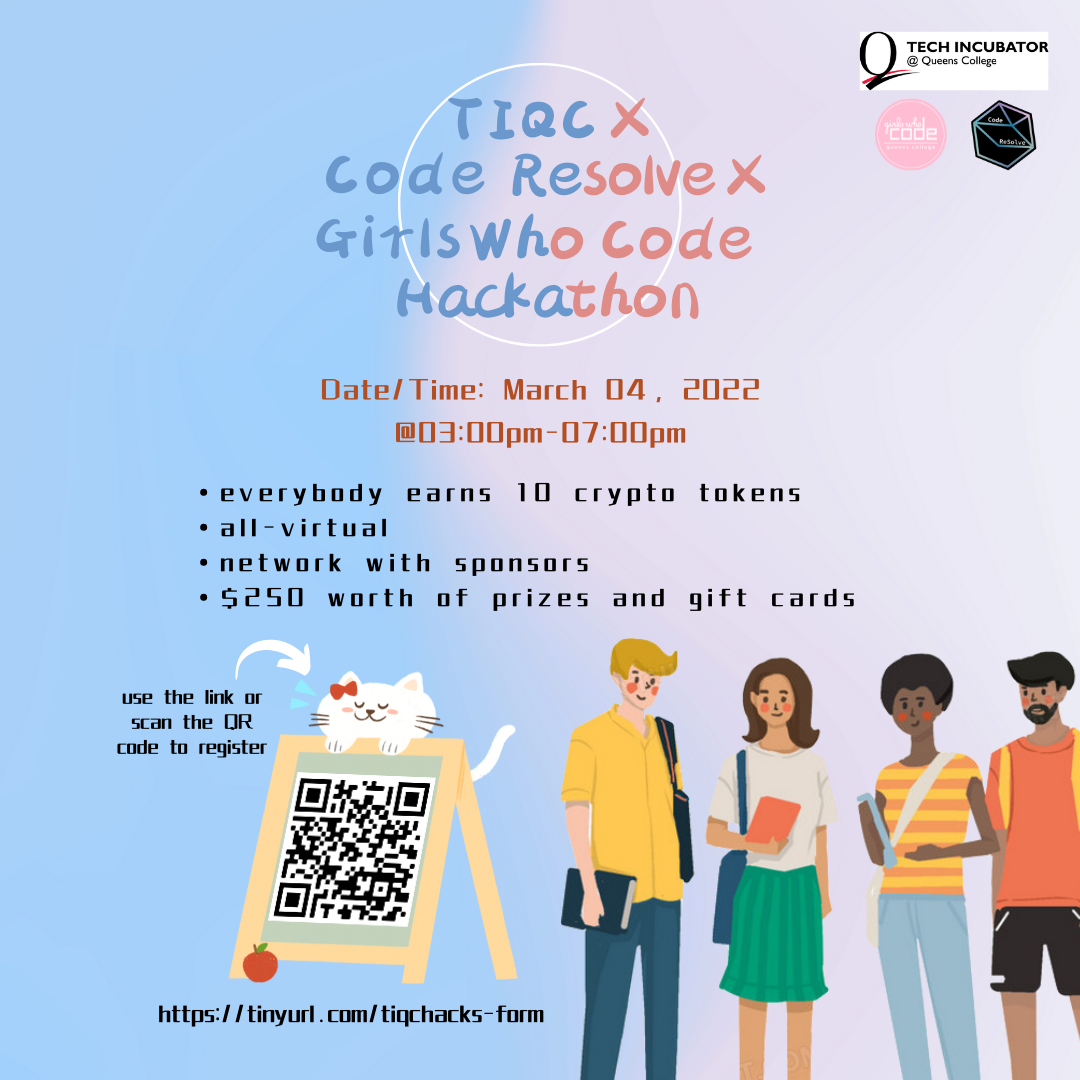 TECH INCUBATOR
@ Queens College
girls who
code
queens college
Code
ReSolve
TIQC X
Code Resolve X
Girls Who Code
Hackathon
Date/Time: March 04, 2022
@03:00pm-07:00pm
• everybody earns 10 crypto tokens
• all-virtual
• network with sponsors
• $250 worth of prizes and gift cards
use the link or
scan the QR
code to register
https://tinyurl.com/tiqchacks-form